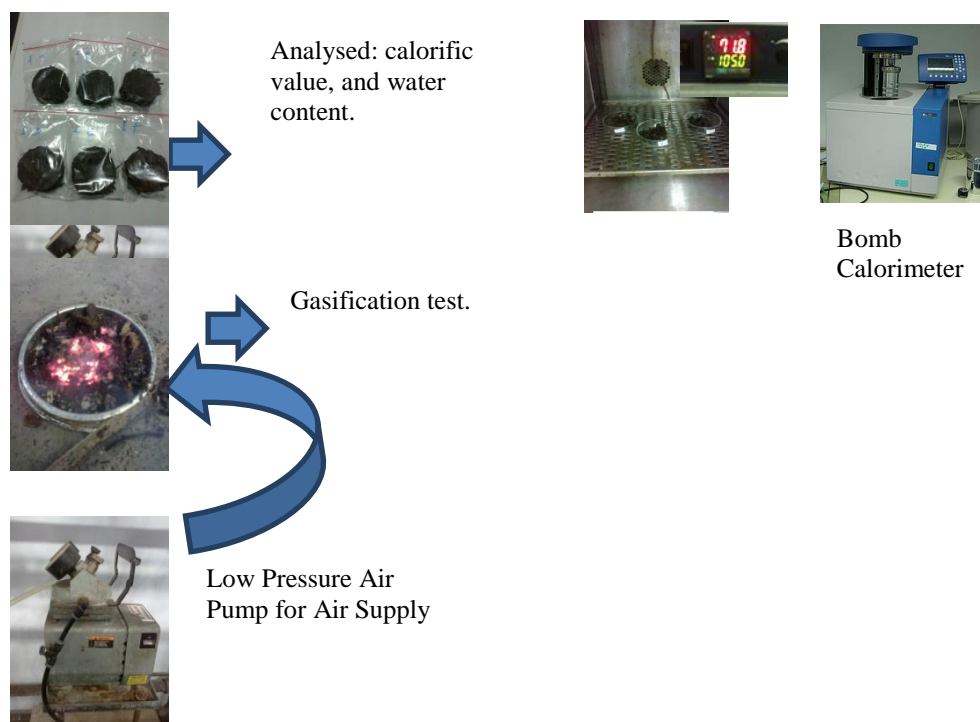 Analysed: calorific
value, and water
content.
71.8
105.0
Bomb
Calorimeter
Gasification test.
Low Pressure Air
Pump for Air Supply